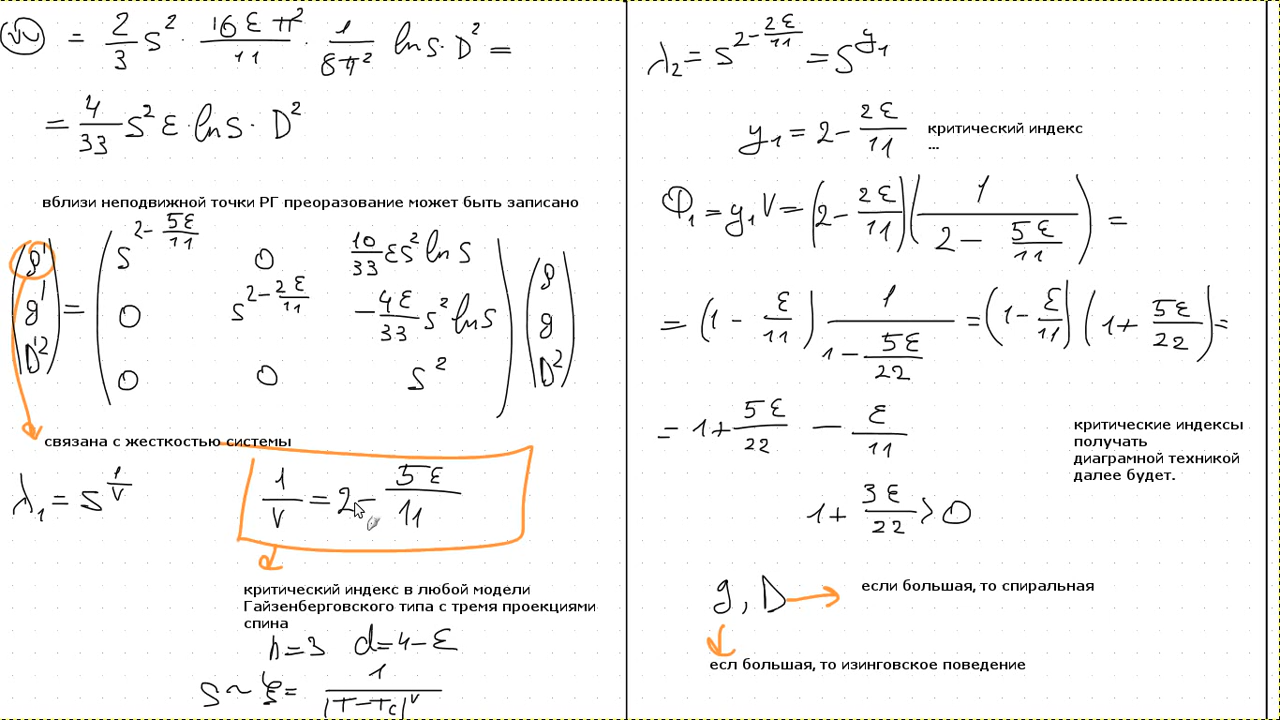 (w) = 2/3 s² · 16επ²/11 · 1/8π² ln s · D² =
= 4/33 s² ε · ln s · D²
вблизи неподвижной точки РГ преоразование может быть записано
(ρ' g' D'²) = (s^{2-5ε/11} 0 10/33 εs² ln s
0 s^{2-2ε/11} -4ε/33 s² ln s
0 0 s²) (ρ g D²)
связана с жесткостью системы
λ₁ = s^{1/ν}
1/ν = 2 - 5ε/11
критический индекс в любой модели
Гайзенберговского типа с тремя проекциями
спина
n=3 d=4-ε
s ~ ξ = 1/|T-Tc|^ν
λ₂ = s^{2-2ε/11} = s^{y₁}
y₁ = 2 - 2ε/11
критический индекс
...
Φ₁ = y₁ν = (2 - 2ε/11)(1/(2 - 5ε/11)) =
= (1 - ε/11) 1/(1 - 5ε/22) = (1 - ε/11)(1 + 5ε/22) =
= 1 + 5ε/22 - ε/11
критические индексы
получать
диаграмной техникой
далее будет.
1 + 3ε/22 > 0
g, D
если большая, то спиральная
есл большая, то изинговское поведение